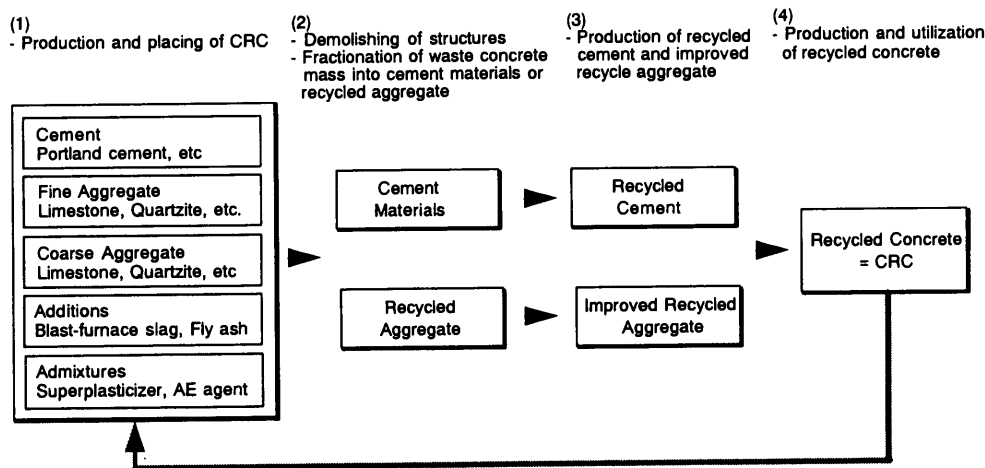 (1)
- Production and placing of CRC
(2)
- Demolishing of structures
- Fractionation of waste concrete
mass into cement materials or
recycled aggregate
(3)
- Production of recycled
cement and improved
recycle aggregate
(4)
- Production and utilization
of recycled concrete
Cement
Portland cement, etc
Fine Aggregate
Limestone, Quartzite, etc.
Coarse Aggregate
Limestone, Quartzite, etc
Additions
Blast-furnace slag, Fly ash
Admixtures
Superplasticizer, AE agent
Cement
Materials
Recycled
Aggregate
Recycled
Cement
Improved Recycled
Aggregate
Recycled Concrete
= CRC